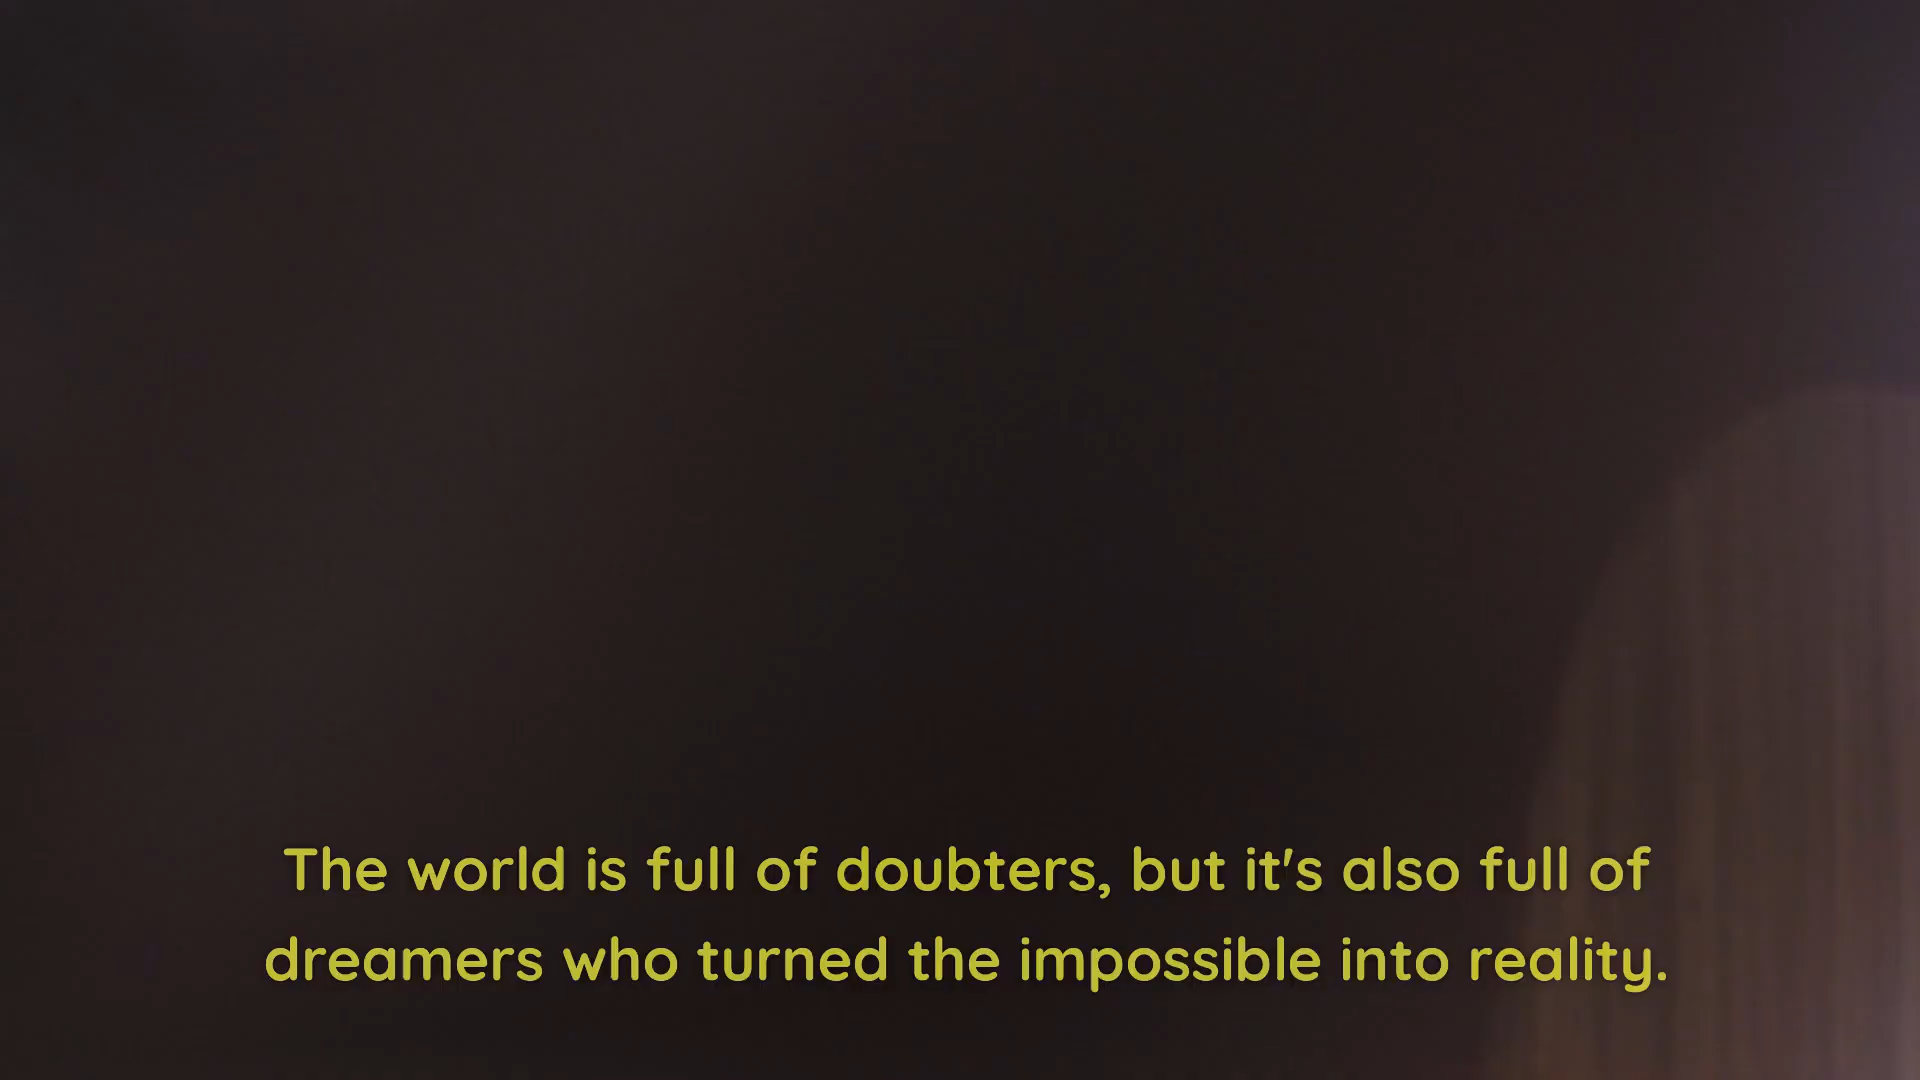 The world is full of doubters, but it's also full of
dreamers who turned the impossible into reality.